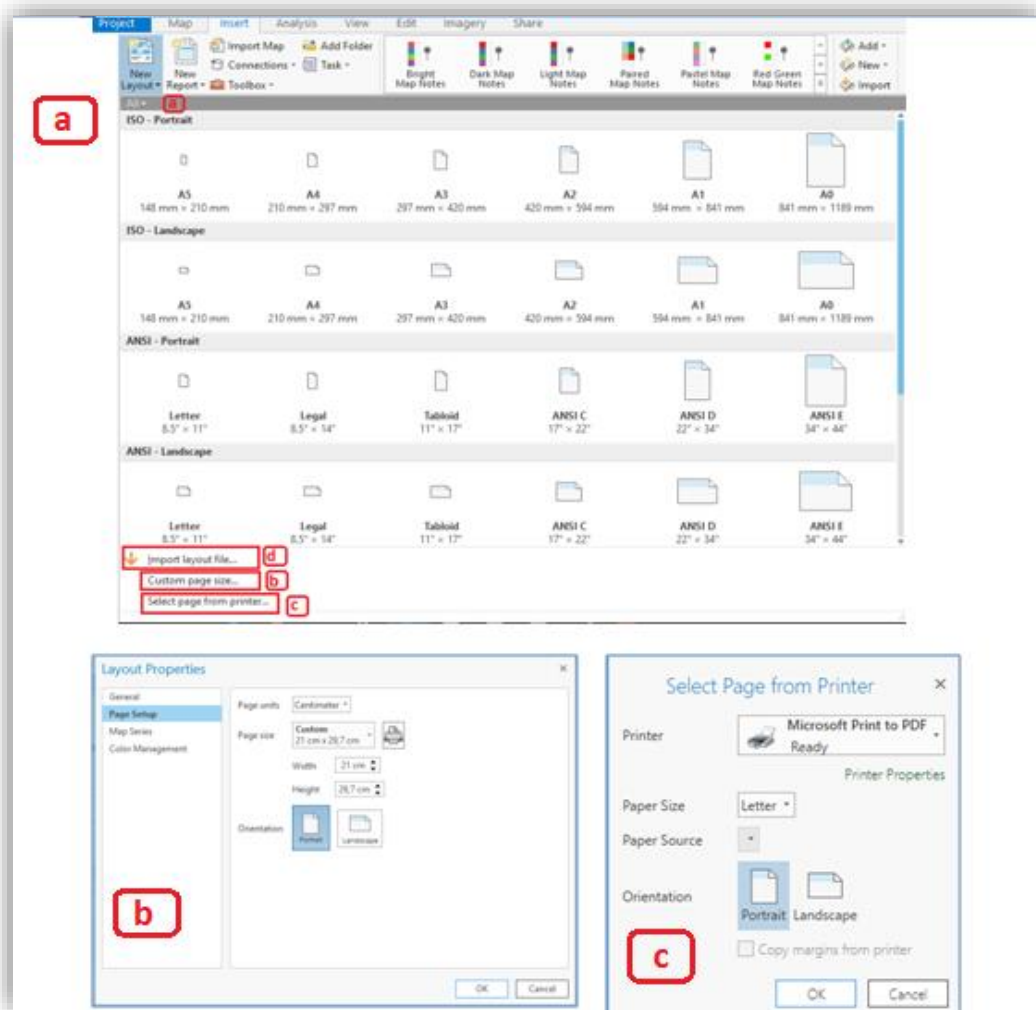 Project Map Insert Analysis View Edit Imagery Share
Import Map Add Folder
Connections Task
New Layout New Report Toolbox
Bright Map Notes Dark Map Notes Light Map Notes Paired Map Notes Pastel Map Notes Red Green Map Notes
Add
New
Import
a
All a
ISO - Portrait
A5 A4 A3 A2 A1 A0
148 mm × 210 mm 210 mm × 297 mm 297 mm × 420 mm 420 mm × 594 mm 594 mm × 841 mm 841 mm × 1189 mm
ISO - Landscape
A5 A4 A3 A2 A1 A0
148 mm × 210 mm 210 mm × 297 mm 297 mm × 420 mm 420 mm × 594 mm 594 mm × 841 mm 841 mm × 1189 mm
ANSI - Portrait
Letter Legal Tabloid ANSI C ANSI D ANSI E
8.5" × 11" 8.5" × 14" 11" × 17" 17" × 22" 22" × 34" 34" × 44"
ANSI - Landscape
Letter Legal Tabloid ANSI C ANSI D ANSI E
8.5" × 11" 8.5" × 14" 11" × 17" 17" × 22" 22" × 34" 34" × 44"
Import layout file... d
Custom page size... b
Select page from printer... c
Layout Properties
General
Page Setup
Map Series
Color Management
Page units Centimeter
Page size Custom
21 cm x 29,7 cm
Width 21 cm
Height 29,7 cm
Orientation
Portrait Landscape
b
OK Cancel
Select Page from Printer
Printer Microsoft Print to PDF
Ready
Printer Properties
Paper Size Letter
Paper Source
Orientation
Portrait Landscape
c
Copy margins from printer
OK Cancel